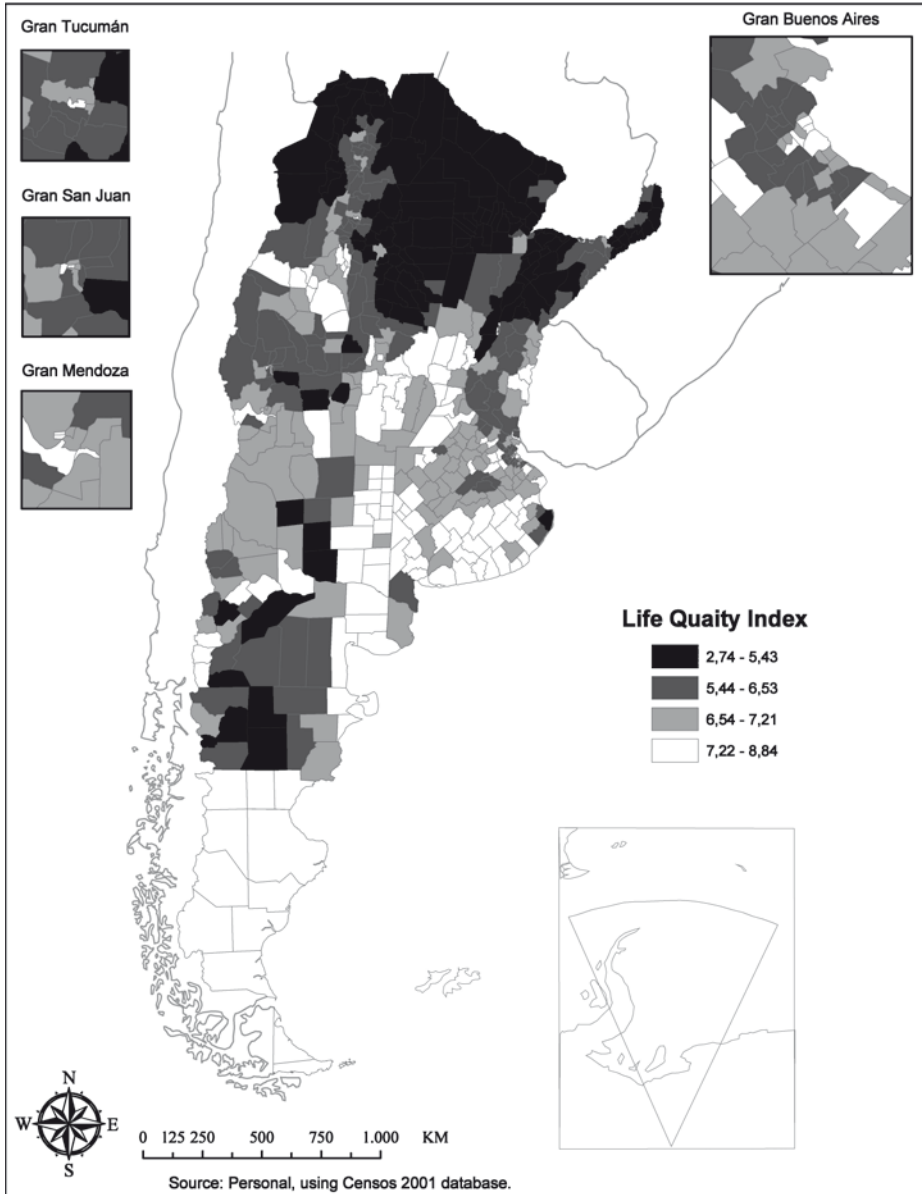 Gran Tucumán
Gran Buenos Aires
Gran San Juan
Gran Mendoza
Life Quaity Index
2,74 - 5,43
5,44 - 6,53
6,54 - 7,21
7,22 - 8,84
N
W E
S
0 125 250 500 750 1.000 KM
Source: Personal, using Censos 2001 database.